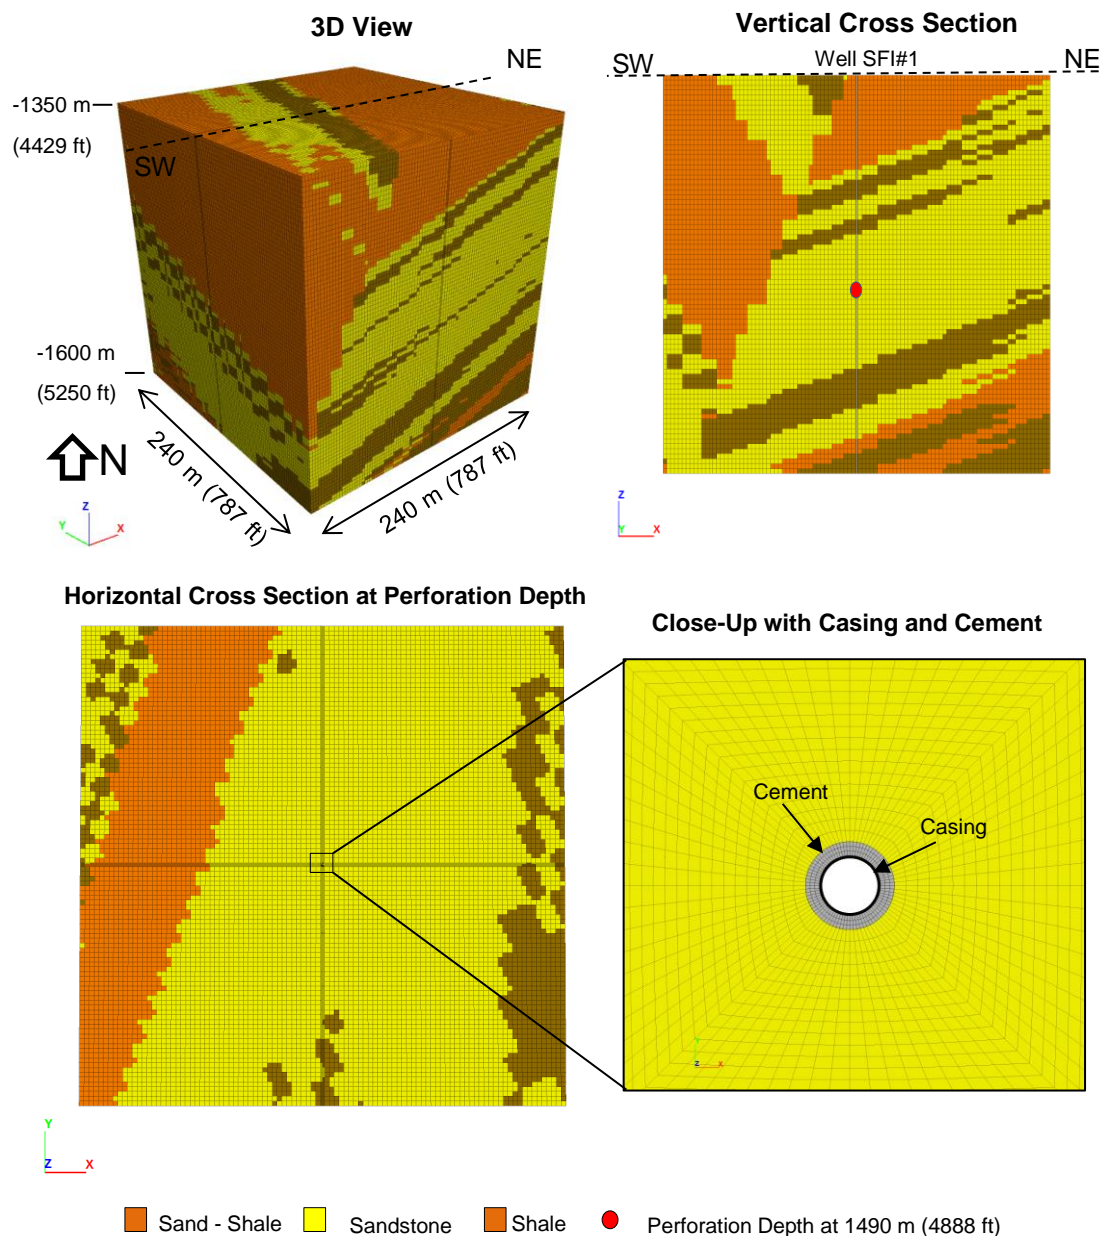 3D View
Vertical Cross Section
NE
SW
Well SFI#1
NE
-1350 m
(4429 ft)
SW
-1600 m
(5250 ft)
N
240 m (787 ft)
240 m (787 ft)
Z
Y
X
Z
Y
X
Horizontal Cross Section at Perforation Depth
Close-Up with Casing and Cement
Cement
Casing
Y
Z
X
Y
Z
X
Sand - Shale
Sandstone
Shale
Perforation Depth at 1490 m (4888 ft)